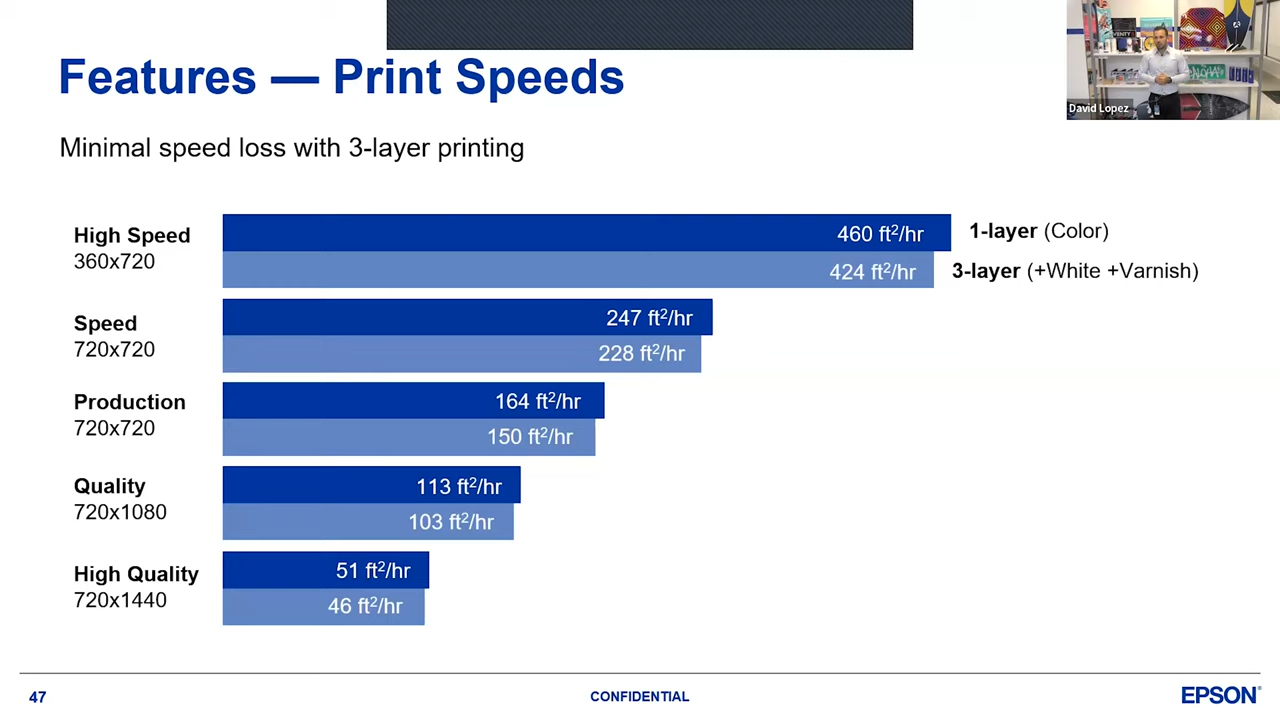 Features — Print Speeds
David Lopez
Minimal speed loss with 3-layer printing
High Speed
360x720
460 ft²/hr
1-layer (Color)
424 ft²/hr
3-layer (+White +Varnish)
Speed
720x720
247 ft²/hr
228 ft²/hr
Production
720x720
164 ft²/hr
150 ft²/hr
Quality
720x1080
113 ft²/hr
103 ft²/hr
High Quality
720x1440
51 ft²/hr
46 ft²/hr
47
CONFIDENTIAL
EPSON